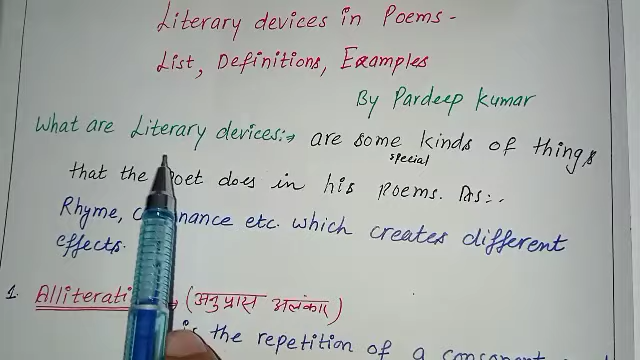 Literary devices in Poems -
List, Definitions, Examples
By Pardeep Kumar
What are Literary devices:→ are some kinds of things
special
that the Poet does in his poems. As:-
Rhyme, etc. which creates different
effects.
1. (अनुप्रास अलंकार)
is the repetition of a consonant